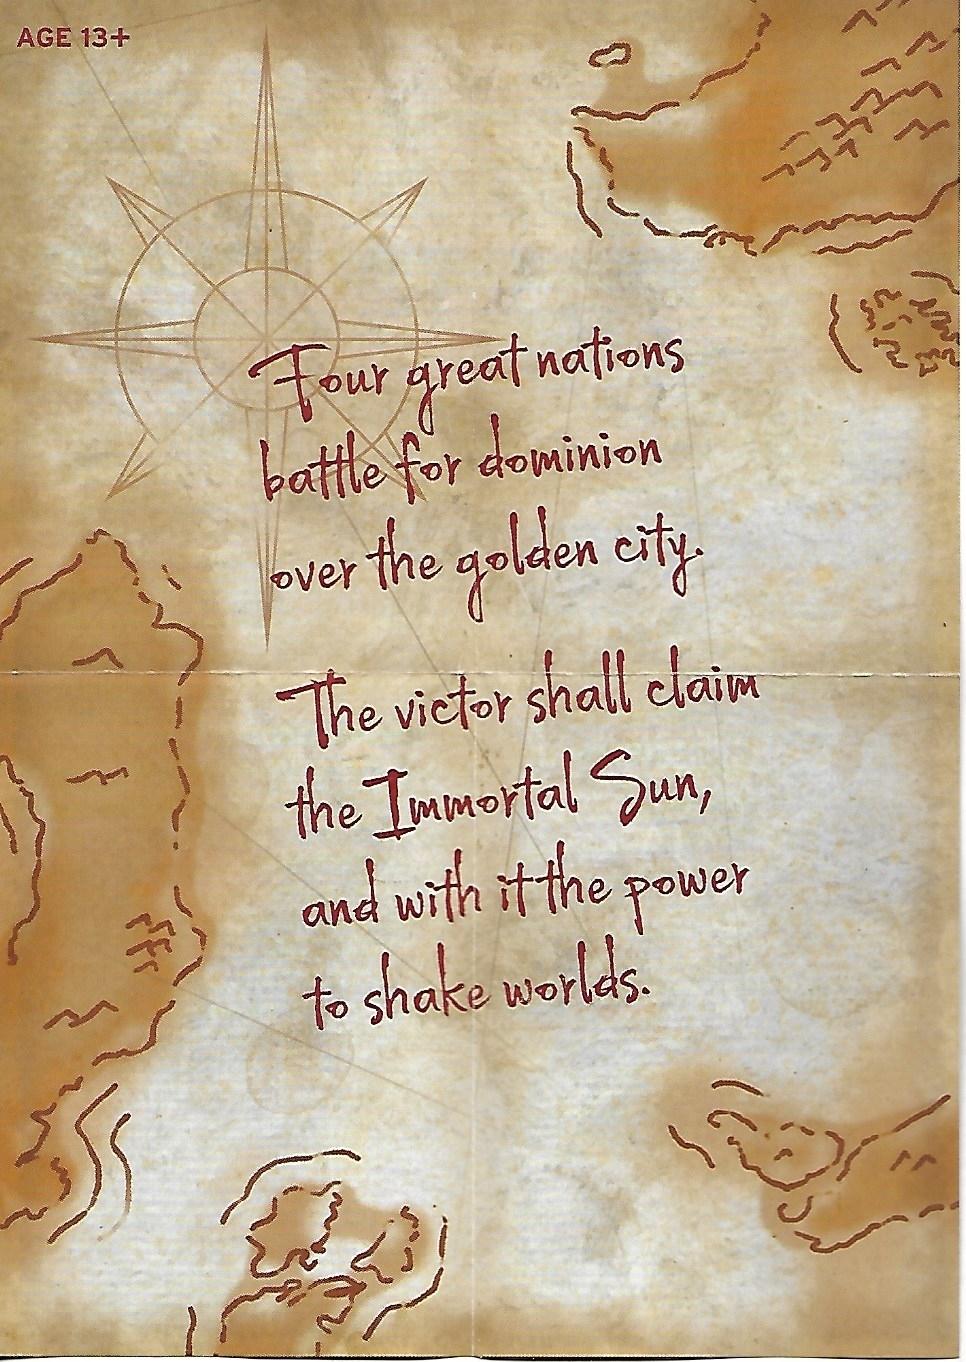 AGE 13+
Four great nations
battle for dominion
over the golden city.
The victor shall claim
the Immortal Sun,
and with it the power
to shake worlds.